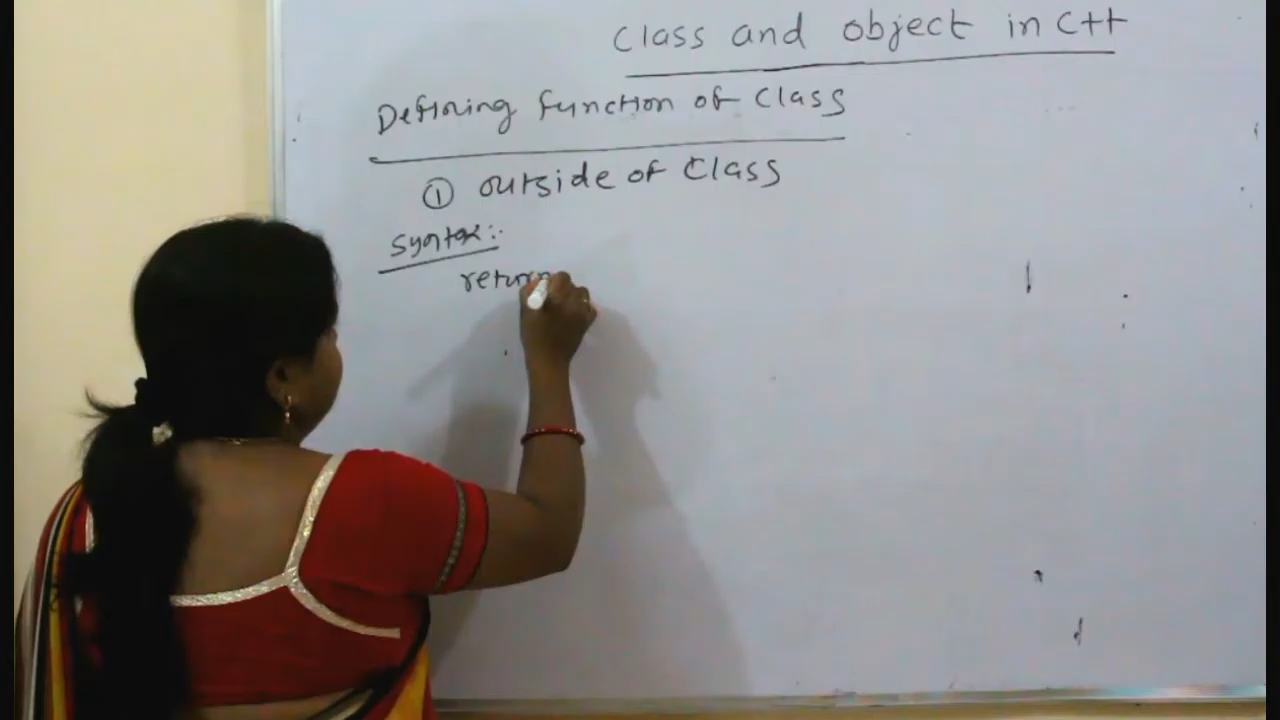 Class and object in C++
Defining function of Class
① outside of Class
Syntax:-
return